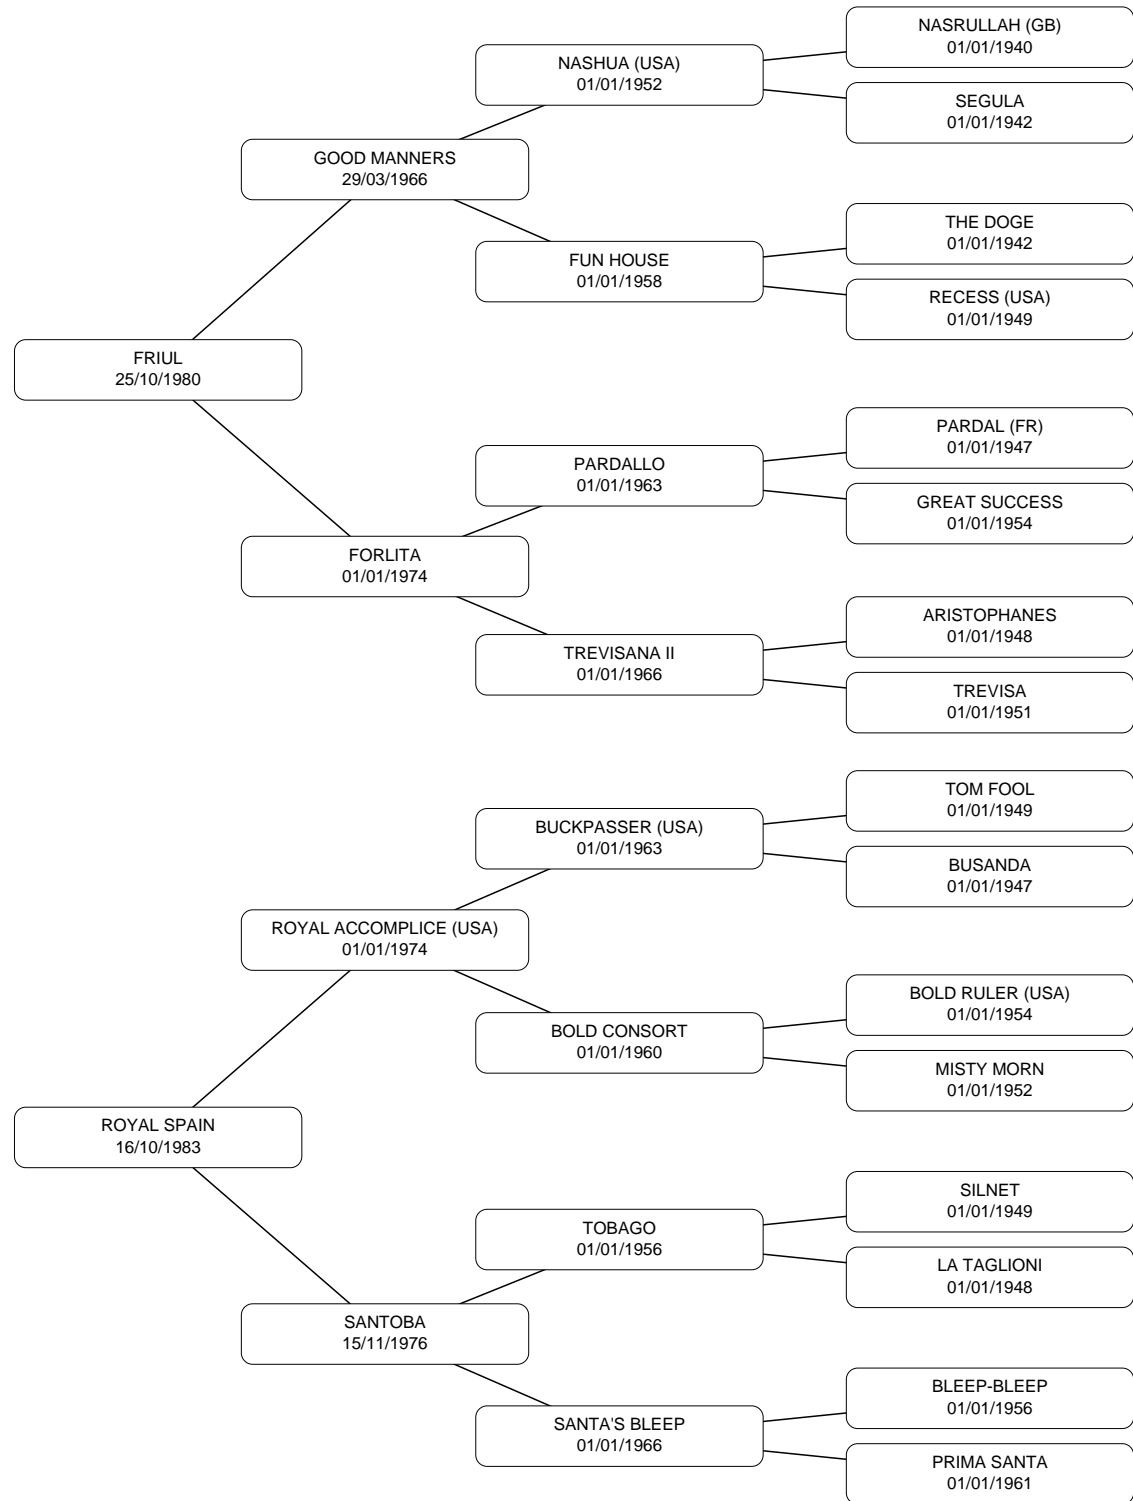 NASRULLAH (GB)
01/01/1940
NASHUA (USA)
01/01/1952
SEGULA
01/01/1942
GOOD MANNERS
29/03/1966
THE DOGE
01/01/1942
FUN HOUSE
01/01/1958
RECESS (USA)
01/01/1949
FRIUL
25/10/1980
PARDAL (FR)
01/01/1947
PARDALLO
01/01/1963
GREAT SUCCESS
01/01/1954
FORLITA
01/01/1974
ARISTOPHANES
01/01/1948
TREVISANA II
01/01/1966
TREVISA
01/01/1951
TOM FOOL
01/01/1949
BUCKPASSER (USA)
01/01/1963
BUSANDA
01/01/1947
ROYAL ACCOMPLICE (USA)
01/01/1974
BOLD RULER (USA)
01/01/1954
BOLD CONSORT
01/01/1960
MISTY MORN
01/01/1952
ROYAL SPAIN
16/10/1983
SILNET
01/01/1949
TOBAGO
01/01/1956
LA TAGLIONI
01/01/1948
SANTOBA
15/11/1976
BLEEP-BLEEP
01/01/1956
SANTA'S BLEEP
01/01/1966
PRIMA SANTA
01/01/1961